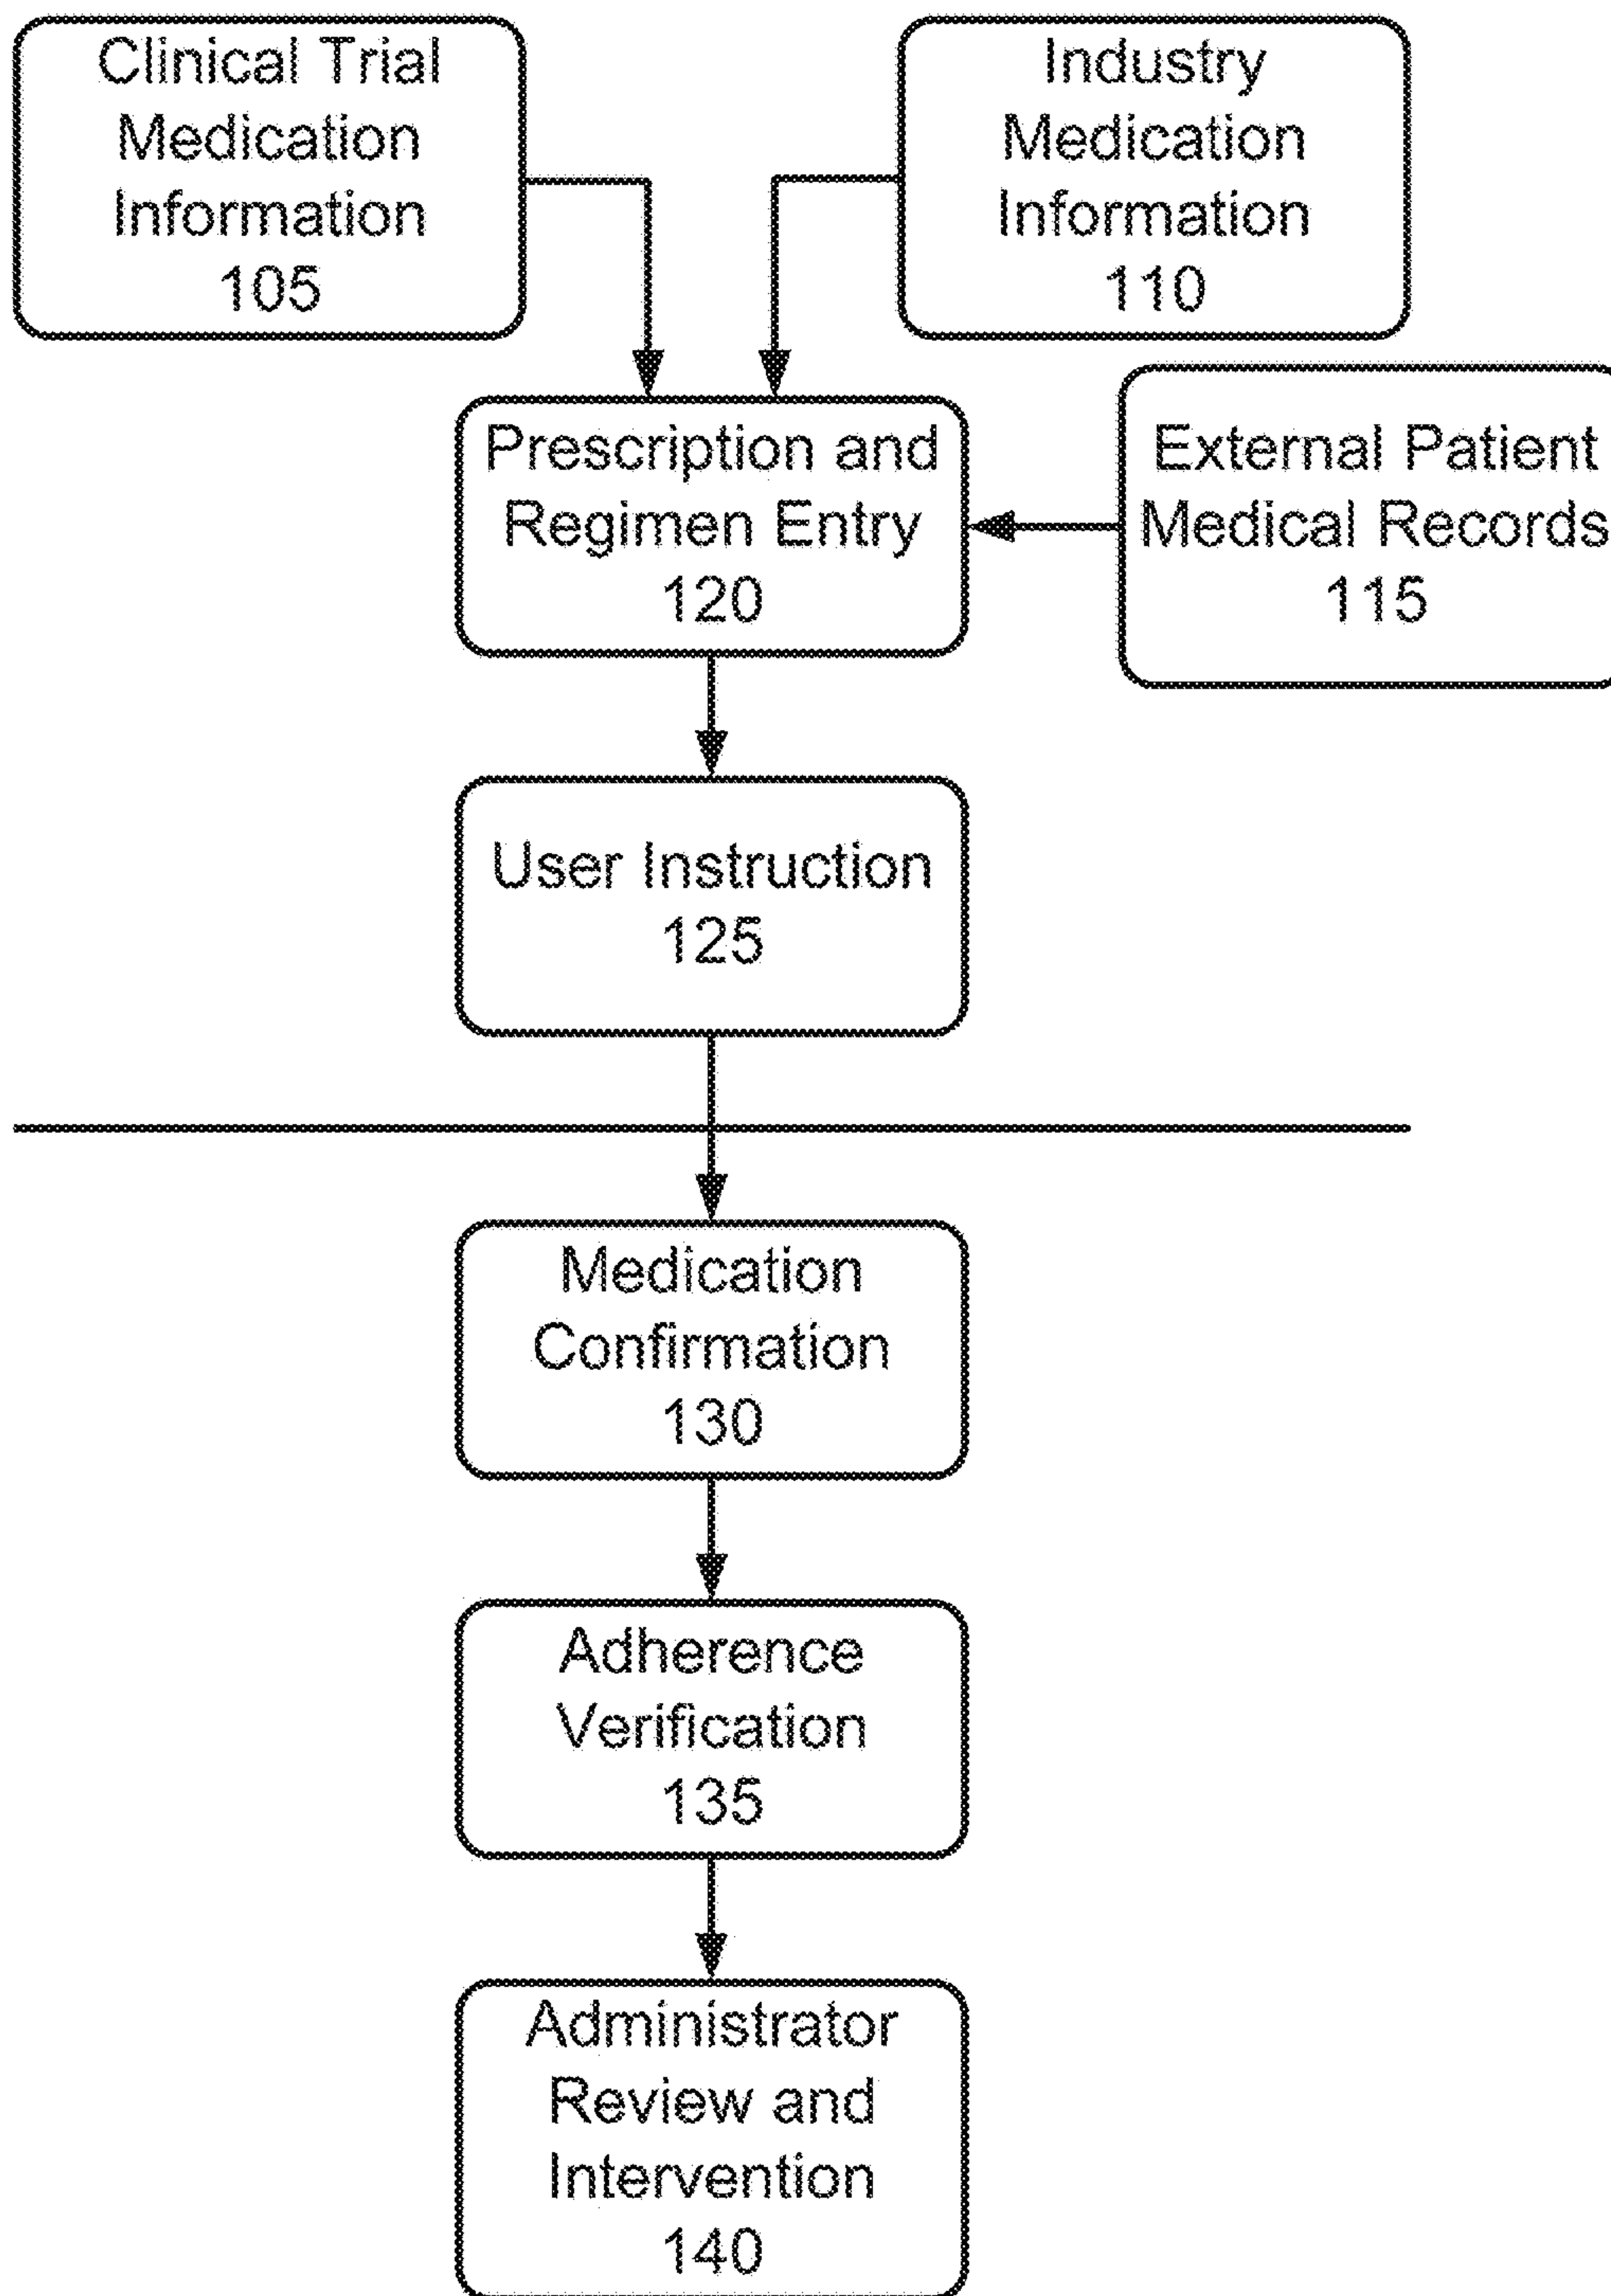 Clinical Trial
Medication
Information
105
Industry
Medication
Information
110
Prescription and
Regimen Entry
120
External Patient
Medical Records
115
User Instruction
125
Medication
Confirmation
130
Adherence
Verification
135
Administrator
Review and
Intervention
140